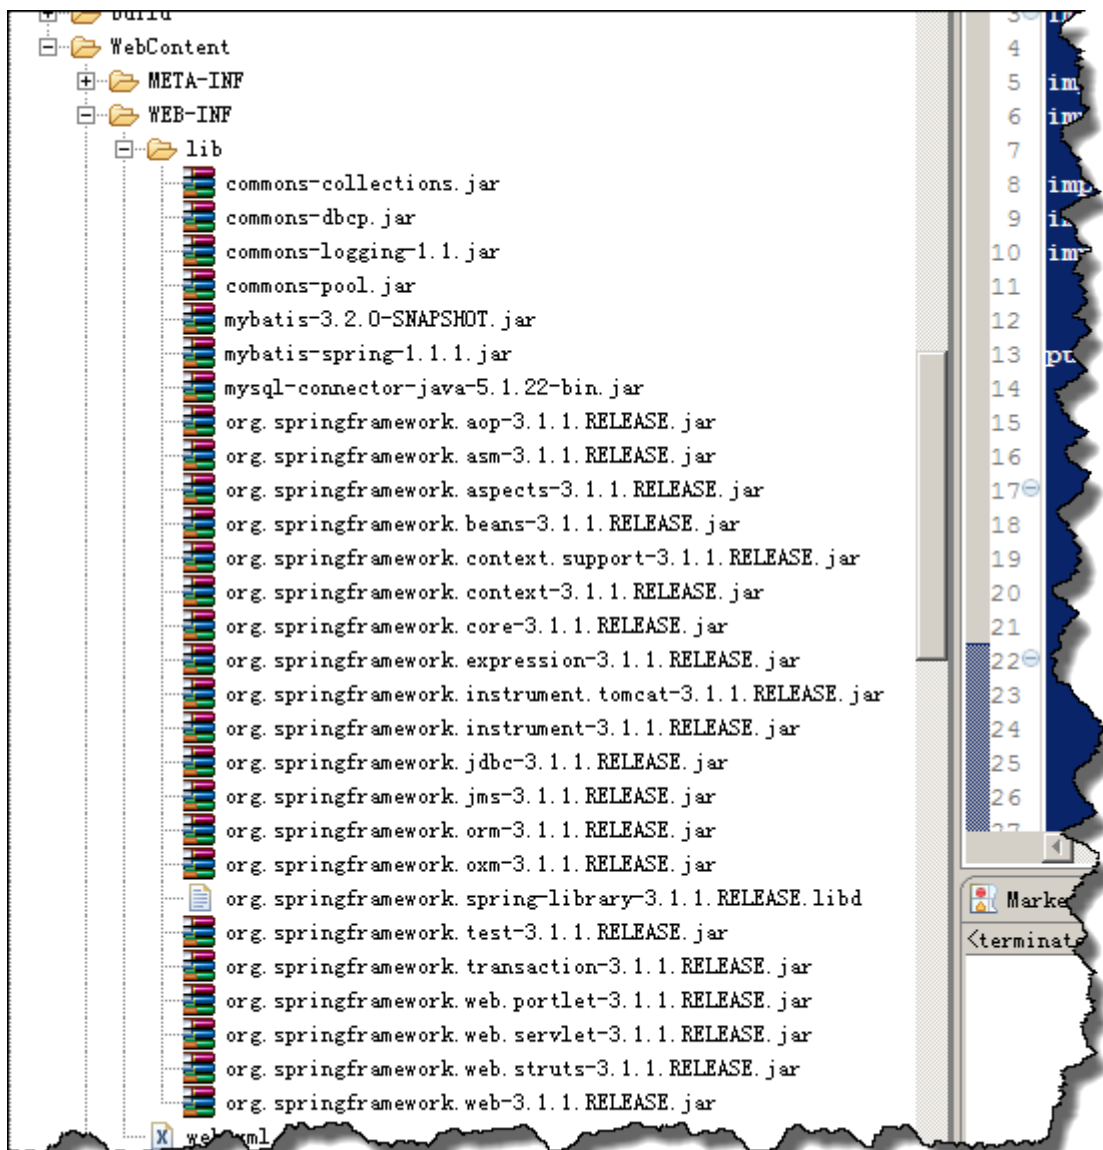 build
WebContent
META-INF
WEB-INF
lib
commons-collections.jar
commons-dbcp.jar
commons-logging-1.1.jar
commons-pool.jar
mybatis-3.2.0-SNAPSHOT.jar
mybatis-spring-1.1.1.jar
mysql-connector-java-5.1.22-bin.jar
org.springframework.aop-3.1.1.RELEASE.jar
org.springframework.asm-3.1.1.RELEASE.jar
org.springframework.aspects-3.1.1.RELEASE.jar
org.springframework.beans-3.1.1.RELEASE.jar
org.springframework.context.support-3.1.1.RELEASE.jar
org.springframework.context-3.1.1.RELEASE.jar
org.springframework.core-3.1.1.RELEASE.jar
org.springframework.expression-3.1.1.RELEASE.jar
org.springframework.instrument.tomcat-3.1.1.RELEASE.jar
org.springframework.instrument-3.1.1.RELEASE.jar
org.springframework.jdbc-3.1.1.RELEASE.jar
org.springframework.jms-3.1.1.RELEASE.jar
org.springframework.orm-3.1.1.RELEASE.jar
org.springframework.oxm-3.1.1.RELEASE.jar
org.springframework.spring-library-3.1.1.RELEASE.libd
org.springframework.test-3.1.1.RELEASE.jar
org.springframework.transaction-3.1.1.RELEASE.jar
org.springframework.web.portlet-3.1.1.RELEASE.jar
org.springframework.web.servlet-3.1.1.RELEASE.jar
org.springframework.web.struts-3.1.1.RELEASE.jar
org.springframework.web-3.1.1.RELEASE.jar
web.xml
3
4
5 imp
6
7
8 imp
9
10 imp
11
12
13
14
15
16
17
18
19
20
21
22
23
24
25
26
27
Marke
<terminate